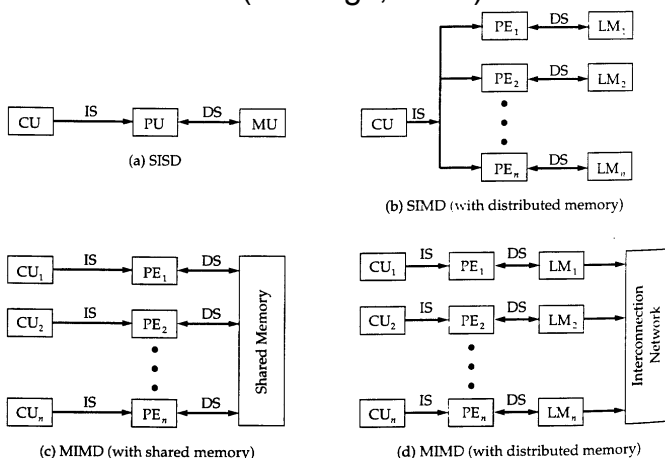 CU IS PU DS MU
(a) SISD
CU IS
PE1 DS LM1
PE2 DS LM2
PEn DS LMn
(b) SIMD (with distributed memory)
CU1 IS PE1 DS
CU2 IS PE2 DS
CUn IS PEn DS
Shared Memory
(c) MIMD (with shared memory)
CU1 IS PE1 DS LM1
CU2 IS PE2 DS LM2
CUn IS PEn DS LMn
Interconnection
Network
(d) MIMD (with distributed memory)